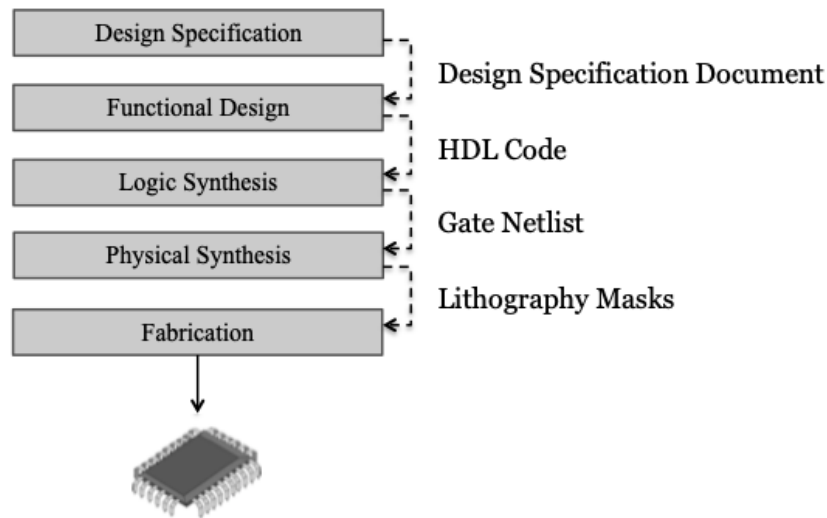 Design Specification
Design Specification Document
Functional Design
HDL Code
Logic Synthesis
Gate Netlist
Physical Synthesis
Lithography Masks
Fabrication